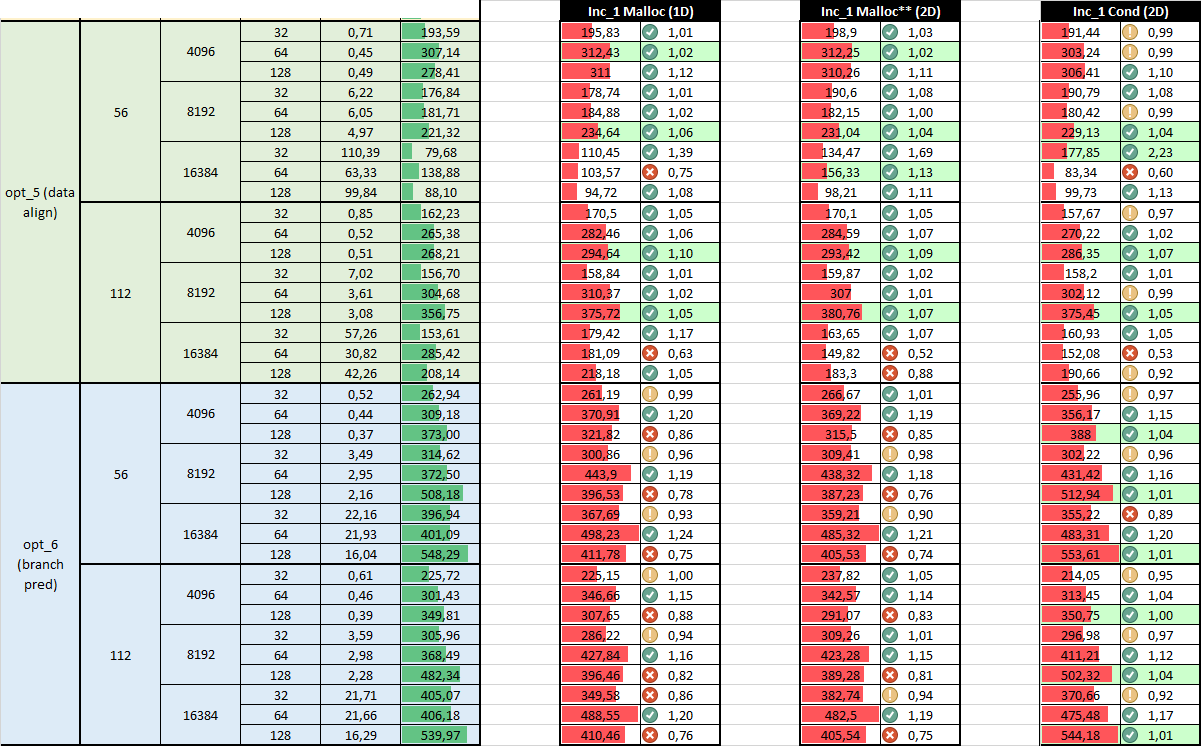 Inc_1 Malloc (1D) Inc_1 Malloc** (2D) Inc_1 Cond (2D)
opt_5 (data align) 56 4096 32 0,71 193,59 195,83 1,01 198,9 1,03 191,44 0,99
64 0,45 307,14 312,43 1,02 312,25 1,02 303,24 0,99
128 0,49 278,41 311 1,12 310,26 1,11 306,41 1,10
8192 32 6,22 176,84 178,74 1,01 190,6 1,08 190,79 1,08
64 6,05 181,71 184,88 1,02 182,15 1,00 180,42 0,99
128 4,97 221,32 234,64 1,06 231,04 1,04 229,13 1,04
16384 32 110,39 79,68 110,45 1,39 134,47 1,69 177,85 2,23
64 63,33 138,88 103,57 0,75 156,33 1,13 83,34 0,60
128 99,84 88,10 94,72 1,08 98,21 1,11 99,73 1,13
112 4096 32 0,85 162,23 170,5 1,05 170,1 1,05 157,67 0,97
64 0,52 265,38 282,46 1,06 284,59 1,07 270,22 1,02
128 0,51 268,21 294,64 1,10 293,42 1,09 286,35 1,07
8192 32 7,02 156,70 158,84 1,01 159,87 1,02 158,2 1,01
64 3,61 304,68 310,37 1,02 307 1,01 302,12 0,99
128 3,08 356,75 375,72 1,05 380,76 1,07 375,45 1,05
16384 32 57,26 153,61 179,42 1,17 163,65 1,07 160,93 1,05
64 30,82 285,42 181,09 0,63 149,82 0,52 152,08 0,53
128 42,26 208,14 218,18 1,05 183,3 0,88 190,66 0,92
opt_6 (branch pred) 56 4096 32 0,52 262,94 261,19 0,99 266,67 1,01 255,96 0,97
64 0,44 309,18 370,91 1,20 369,22 1,19 356,17 1,15
128 0,37 373,00 321,82 0,86 315,5 0,85 388 1,04
8192 32 3,49 314,62 300,86 0,96 309,41 0,98 302,22 0,96
64 2,95 372,50 443,9 1,19 438,32 1,18 431,42 1,16
128 2,16 508,18 396,53 0,78 387,23 0,76 512,94 1,01
16384 32 22,16 396,94 367,69 0,93 359,21 0,90 355,22 0,89
64 21,93 401,09 498,23 1,24 485,32 1,21 483,31 1,20
128 16,04 548,29 411,78 0,75 405,53 0,74 553,61 1,01
112 4096 32 0,61 225,72 225,15 1,00 237,82 1,05 214,05 0,95
64 0,46 301,43 346,66 1,15 342,57 1,14 313,45 1,04
128 0,39 349,81 307,65 0,88 291,07 0,83 350,75 1,00
8192 32 3,59 305,96 286,22 0,94 309,26 1,01 296,98 0,97
64 2,98 368,49 427,84 1,16 423,28 1,15 411,21 1,12
128 2,28 482,34 396,46 0,82 389,28 0,81 502,32 1,04
16384 32 21,71 405,07 349,58 0,86 382,74 0,94 370,66 0,92
64 21,66 406,18 488,55 1,20 482,5 1,19 475,48 1,17
128 16,29 539,97 410,46 0,76 405,54 0,75 544,18 1,01